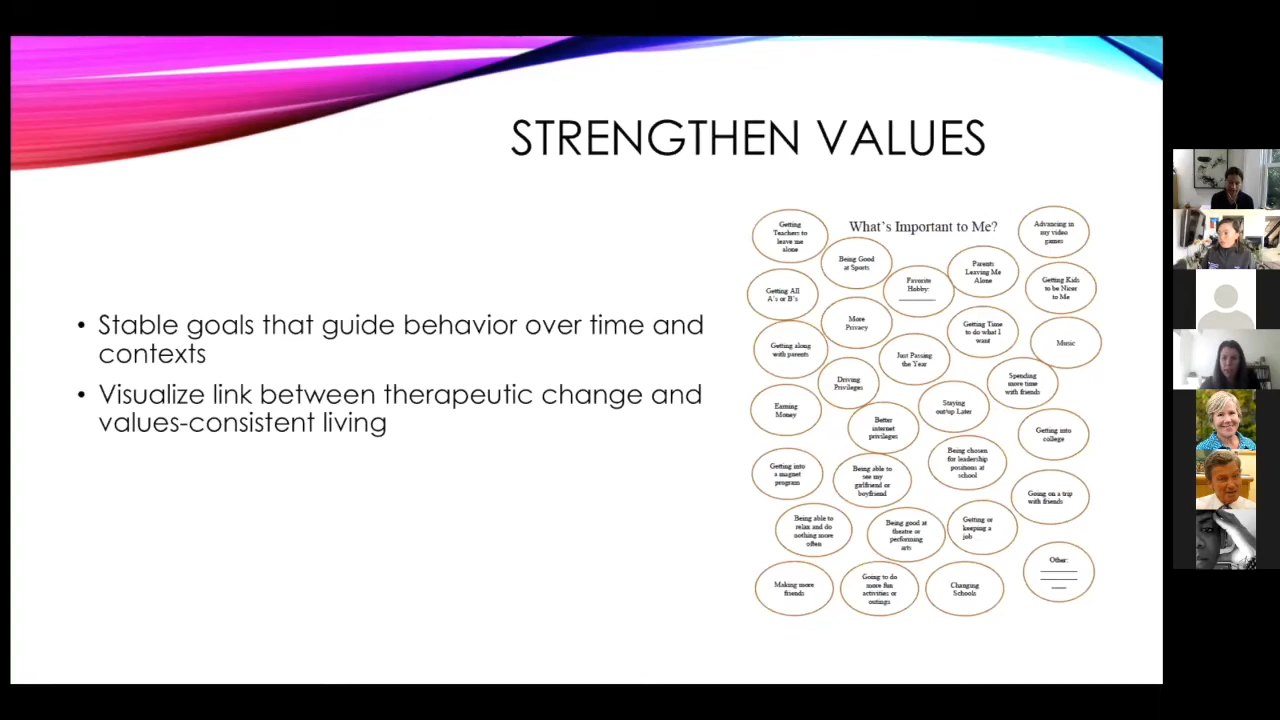 STRENGTHEN VALUES
• Stable goals that guide behavior over time and
contexts
• Visualize link between therapeutic change and
values-consistent living
What's Important to Me?
Getting
Teachers to
leave me
alone
Being Good
at Sports
Favorite
Hobby:
Parents
Leaving Me
Alone
Advancing in
my video
games
Getting All
A's or B's
More
Privacy
Getting Time
to do what I
want
Getting Kids
to be Nicer
to Me
Getting along
with parents
Just Passing
the Year
Music
Driving
Privileges
Spending
more time
with friends
Earning
Money
Better
internet
privileges
Staying
out/up Later
Getting into
college
Getting into
a magnet
program
Being able to
see my
girlfriend or
boyfriend
Being chosen
for leadership
positions at
school
Going on a trip
with friends
Being able to
relax and do
nothing more
often
Being good at
theatre or
performing
arts
Getting or
keeping a
job
Other:
Making more
friends
Going to do
more fun
activities or
outings
Changing
Schools